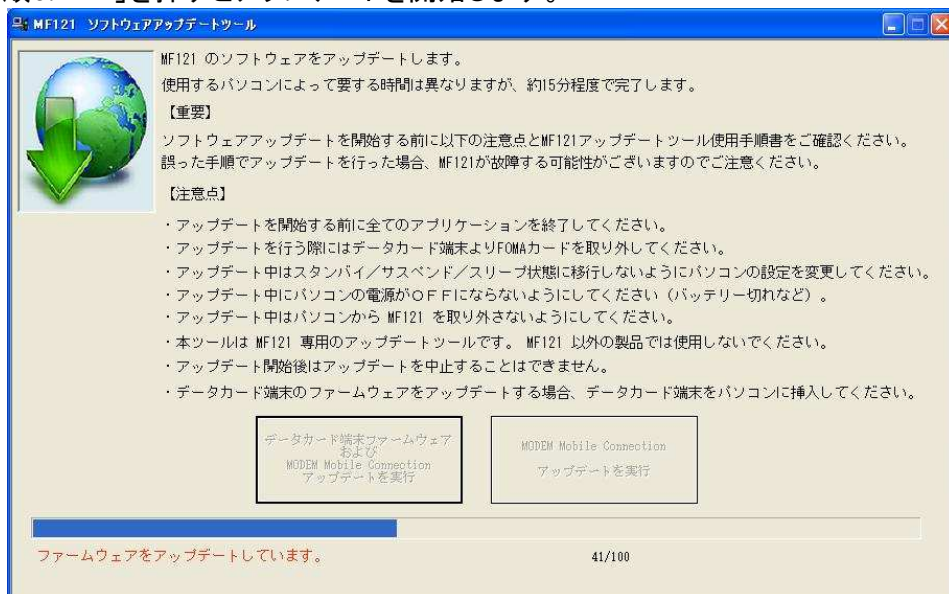 MF121 ソフトウェアアップデートツール
MF121 のソフトウェアをアップデートします。
使用するパソコンによって要する時間は異なりますが、約15分程度で完了します。
【重要】
ソフトウェアアップデートを開始する前に以下の注意点とMF121アップデートツール使用手順書をご確認ください。
誤った手順でアップデートを行った場合、MF121が故障する可能性がございますのでご注意ください。
【注意点】
・アップデートを開始する前に全てのアプリケーションを終了してください。
・アップデートを行う際にはデータカード端末よりFOMAカードを取り外してください。
・アップデート中はスタンバイ／サスペンド／スリープ状態に移行しないようにパソコンの設定を変更してください。
・アップデート中にパソコンの電源がＯＦＦにならないようにしてください（バッテリー切れなど）。
・アップデート中はパソコンから MF121 を取り外さないようにしてください。
・本ツールは MF121 専用のアップデートツールです。 MF121 以外の製品では使用しないでください。
・アップデート開始後はアップデートを中止することはできません。
・データカード端末のファームウェアをアップデートする場合、データカード端末をパソコンに挿入してください。
データカード端末ファームウェア
および
MODEM Mobile Connection
アップデートを実行
MODEM Mobile Connection
アップデートを実行
ファームウェアをアップデートしています。
41/100